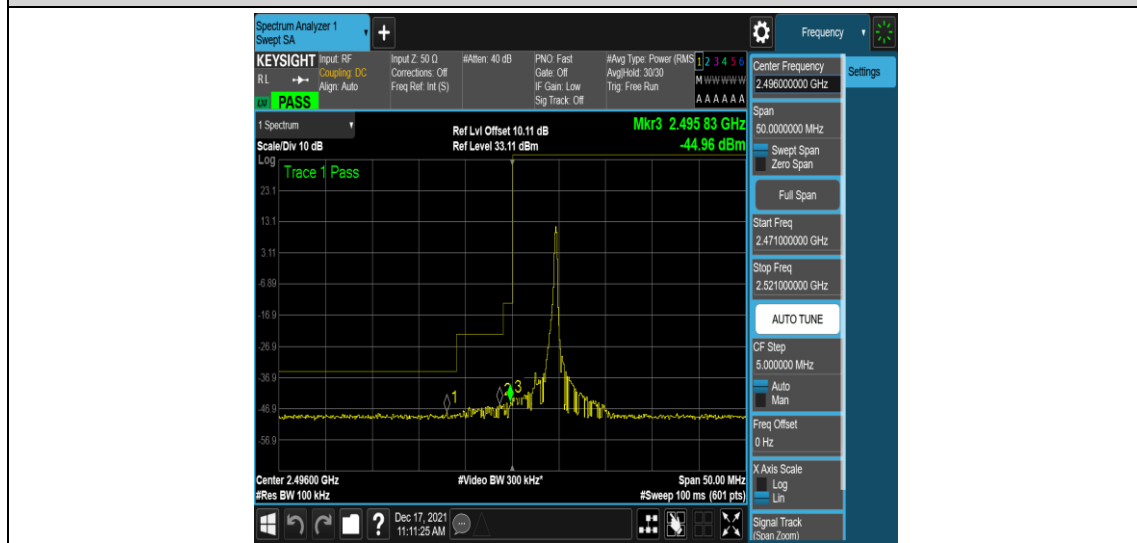 Spectrum Analyzer 1
Swept SA
Frequency
KEYSIGHT
RL
LXI
PASS
Input: RF
Coupling: DC
Align: Auto
Input Z: 50 Ω
Corrections: Off
Freq Ref: Int (S)
#Atten: 40 dB
PNO: Fast
Gate: Off
IF Gain: Low
Sig Track: Off
#Avg Type: Power (RMS
Avg|Hold: 30/30
Trig: Free Run
1 2 3 4 5 6
M W W W W W
A A A A A A
1 Spectrum
Scale/Div 10 dB
Ref Lvl Offset 10.11 dB
Ref Level 33.11 dBm
Mkr3 2.495 83 GHz
-44.96 dBm
Log
Trace 1 Pass
23.1
13.1
3.11
-6.89
-16.9
-26.9
-36.9
-46.9
-56.9
1
2
3
Center 2.49600 GHz
#Res BW 100 kHz
#Video BW 300 kHz*
Span 50.00 MHz
#Sweep 100 ms (601 pts)
Dec 17, 2021
11:11:25 AM
Center Frequency
2.496000000 GHz
Settings
Span
50.0000000 MHz
Swept Span
Zero Span
Full Span
Start Freq
2.471000000 GHz
Stop Freq
2.521000000 GHz
AUTO TUNE
CF Step
5.000000 MHz
Auto
Man
Freq Offset
0 Hz
X Axis Scale
Log
Lin
Signal Track
(Span Zoom)